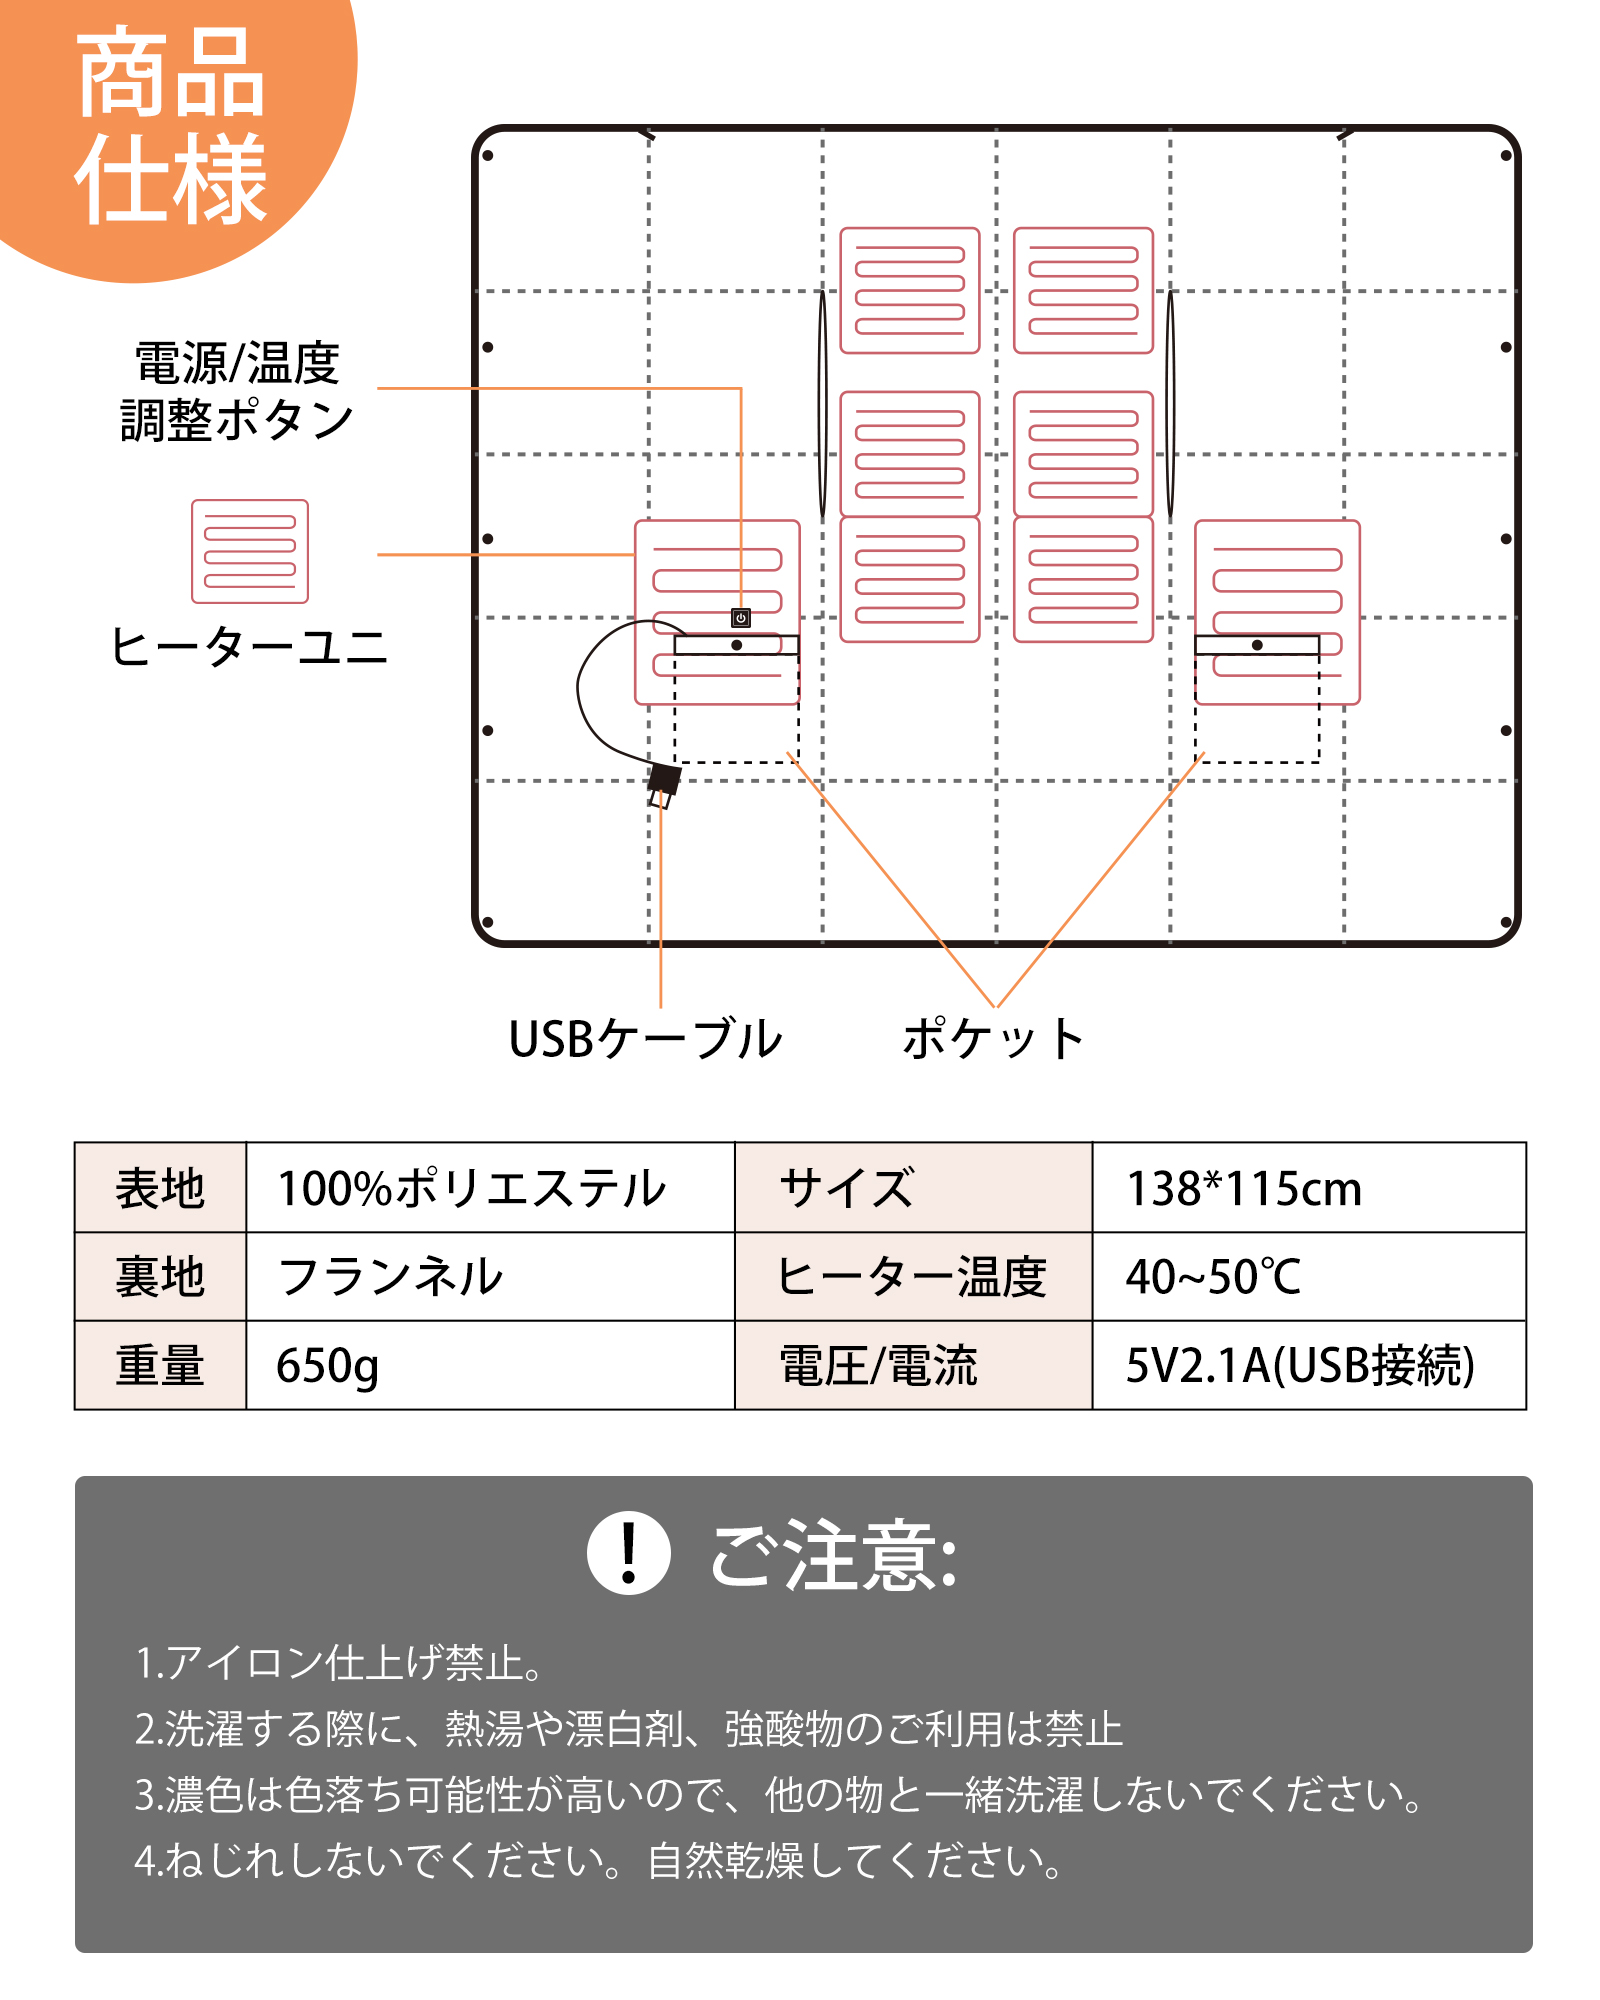 商品
仕様
電源/温度
調整ポタン
ヒーターユニ
USBケーブル
ポケット
表地 100%ポリエステル サイズ 138*115cm
裏地 フランネル ヒーター温度 40~50℃
重量 650g 電圧/電流 5V2.1A(USB接続)
! ご注意:
1.アイロン仕上げ禁止。
2.洗濯する際に、熱湯や漂白剤、強酸物のご利用は禁止
3.濃色は色落ち可能性が高いので、他の物と一緒洗濯しないでください。
4.ねじれしないでください。自然乾燥してください。